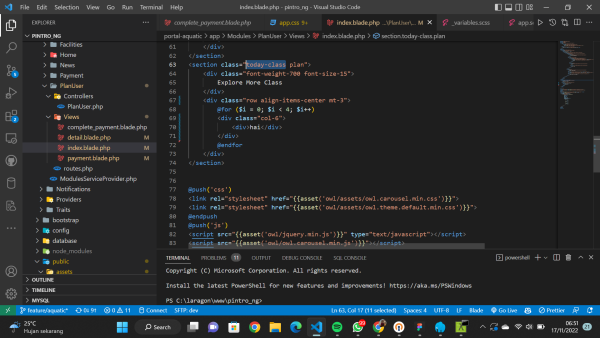 index.blade.php - pintro_ng - Visual Studio Code
EXPLORER
complete_payment.blade.php
app.css 9+
index.blade.php ...\PlanUser\... M
_variables.scss
portal-aquatic > app > Modules > PlanUser > Views > index.blade.php > section.today-class.plan
PINTRO_NG
Facilities
Home
News
Payment
PlanUser
Controllers
PlanUser.php
Views
complete_payment.blade.php
detail.blade.php M
index.blade.php M
payment.blade.php M
routes.php
ModulesServiceProvider.php
Notifications
Providers
Traits
bootstrap
config
database
node_modules
public
assets
OUTLINE
TIMELINE
MYSQL
61 </div>
62 </section>
63 <section class="today-class plan">
64 <div class="font-weight-700 font-size-15">
65 Explore More Class
66 </div>
67 <div class="row align-items-center mt-3">
68 @for ($i = 0; $i < 4; $i++)
69 <div class="col-6">
70 <div>hai</div>
71 </div>
72 @endfor
73 </div>
74 </section>
75
76
77 @push('css')
78 <link rel="stylesheet" href="{{asset('owl/assets/owl.carousel.min.css')}}">
79 <link rel="stylesheet" href="{{asset('owl/assets/owl.theme.default.min.css')}}">
80 @endpush
81 @push('js')
82 <script src="{{asset('owl/jquery.min.js')}}" type="text/javascript"></script>
83 <script src="{{asset('owl/owl.carousel.min.js')}}"></script>
TERMINAL
PROBLEMS 11
OUTPUT
DEBUG CONSOLE
SQL CONSOLE
powershell
Copyright (C) Microsoft Corporation. All rights reserved.
Install the latest PowerShell for new features and improvements! https://aka.ms/PSWindows
PS C:\laragon\www\pintro_ng>
feature/aquatic*
0 11
Connect
SFTP: dev
Ln 63, Col 17 (11 selected)
Spaces: 4
UTF-8
LF
Blade
Go Live
Prettier
25°C
Hujan sekarang
Search
06.51
17/11/2022